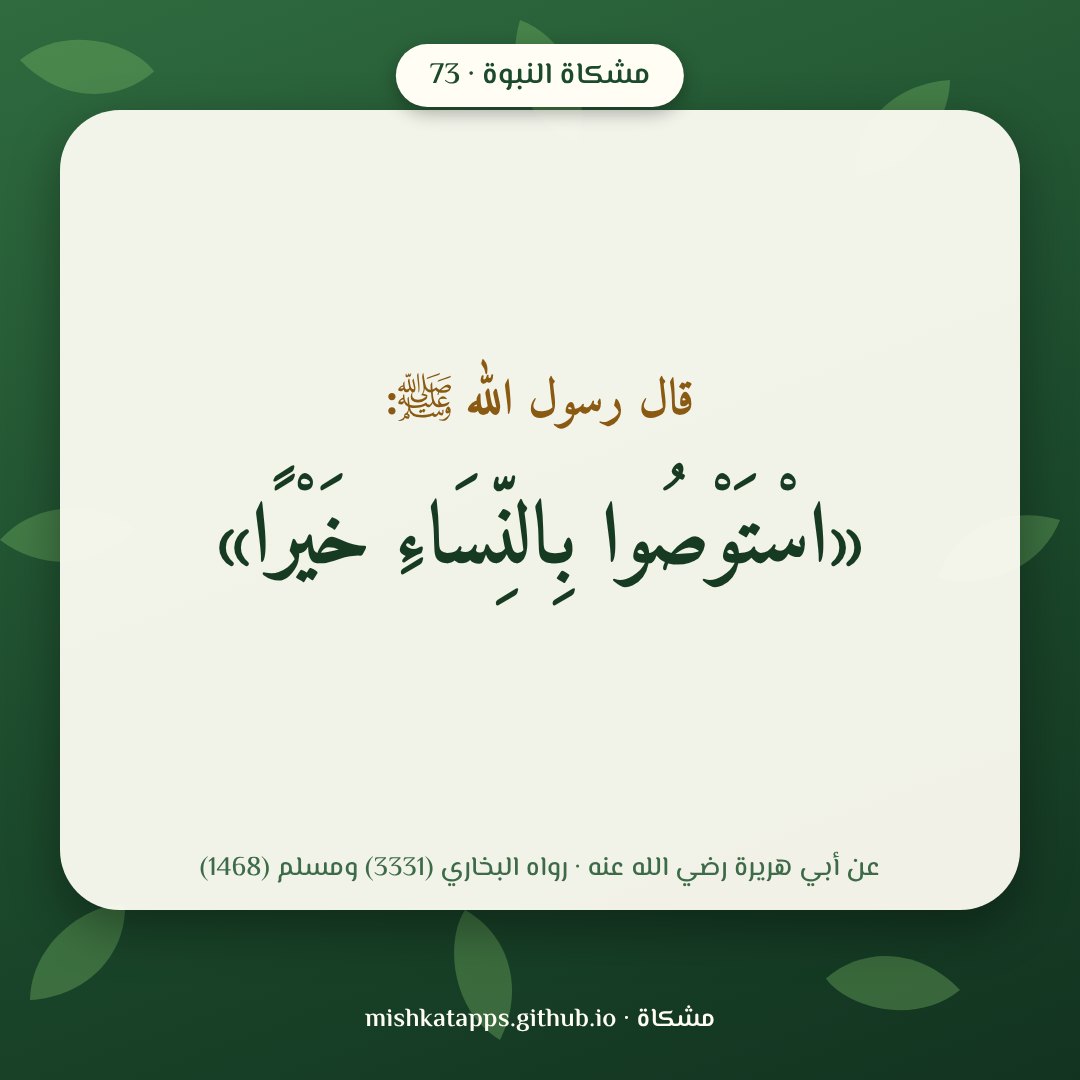 مشكاة النبوة · 73
قال رسول الله ﷺ:
«اسْتَوْصُوا بِالنِّسَاءِ خَيْرًا»
عن أبي هريرة رضي الله عنه · رواه البخاري (3331) ومسلم (1468)
مشكاة · mishkatapps.github.io